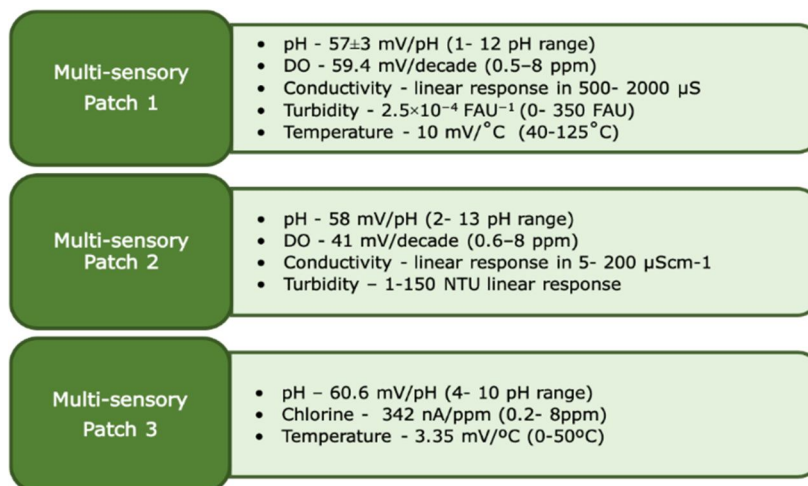 Multi-sensory
Patch 1
• pH - 57±3 mV/pH (1- 12 pH range)
• DO - 59.4 mV/decade (0.5–8 ppm)
• Conductivity - linear response in 500- 2000 µS
• Turbidity - 2.5×10⁻⁴ FAU⁻¹ (0- 350 FAU)
• Temperature - 10 mV/˚C (40-125˚C)
Multi-sensory
Patch 2
• pH - 58 mV/pH (2- 13 pH range)
• DO - 41 mV/decade (0.6–8 ppm)
• Conductivity - linear response in 5- 200 µScm-1
• Turbidity – 1-150 NTU linear response
Multi-sensory
Patch 3
• pH – 60.6 mV/pH (4- 10 pH range)
• Chlorine - 342 nA/ppm (0.2- 8ppm)
• Temperature - 3.35 mV/ºC (0-50ºC)